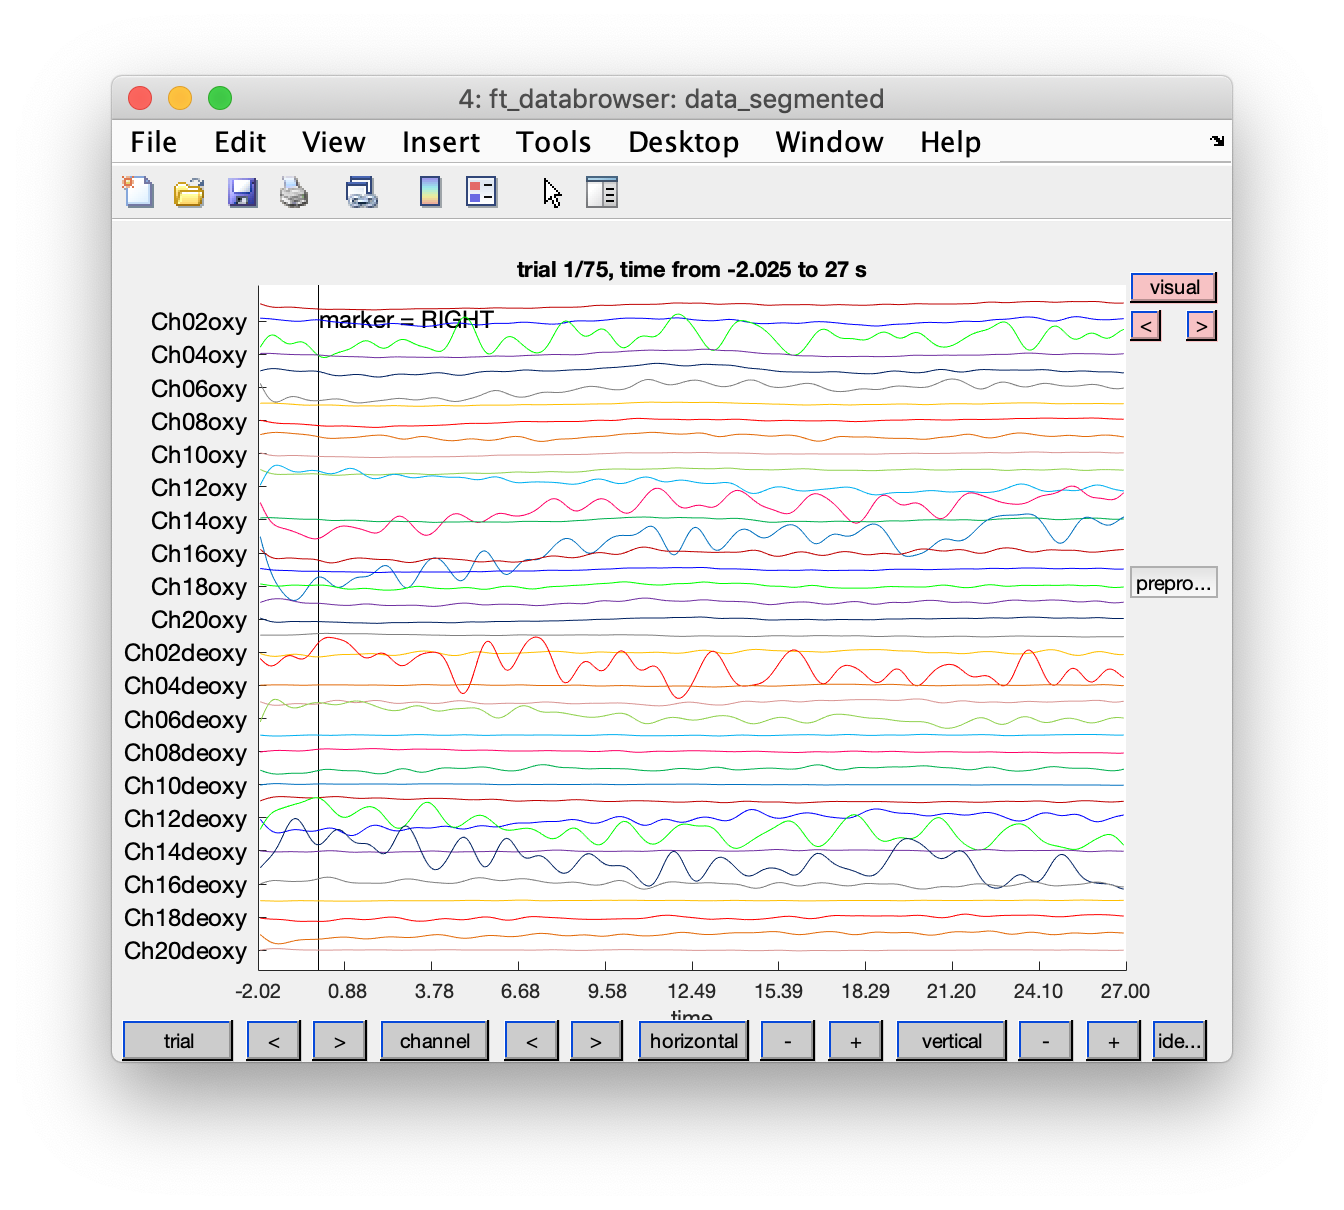 4: ft_databrowser: data_segmented
File Edit View Insert Tools Desktop Window Help
trial 1/75, time from -2.025 to 27 s
visual
< >
marker = RIGHT
Ch02oxy
Ch04oxy
Ch06oxy
Ch08oxy
Ch10oxy
Ch12oxy
Ch14oxy
Ch16oxy
Ch18oxy
prepro...
Ch20oxy
Ch02deoxy
Ch04deoxy
Ch06deoxy
Ch08deoxy
Ch10deoxy
Ch12deoxy
Ch14deoxy
Ch16deoxy
Ch18deoxy
Ch20deoxy
-2.02 0.88 3.78 6.68 9.58 12.49 15.39 18.29 21.20 24.10 27.00
time
trial < > channel < > horizontal - + vertical - + ide...